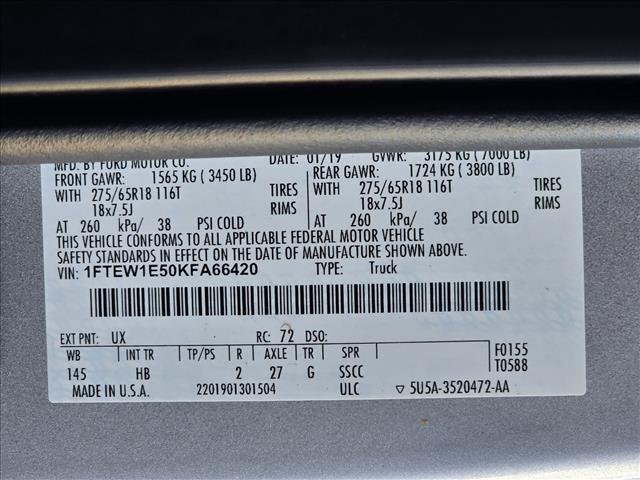 MFD. BY FORD MOTOR CO. DATE: 01/19 GVWR: 3175 KG (7000 LB)
FRONT GAWR: 1565 KG (3450 LB) REAR GAWR: 1724 KG (3800 LB)
WITH 275/65R18 116T TIRES WITH 275/65R18 116T TIRES
18x7.5J RIMS 18x7.5J RIMS
AT 260 kPa/ 38 PSI COLD AT 260 kPa/ 38 PSI COLD
THIS VEHICLE CONFORMS TO ALL APPLICABLE FEDERAL MOTOR VEHICLE
SAFETY STANDARDS IN EFFECT ON THE DATE OF MANUFACTURE SHOWN ABOVE.
VIN: 1FTEW1E50KFA66420 TYPE: Truck
EXT PNT: UX RC: 72 DSO:
WB INT TR TP/PS R AXLE TR SPR F0155
145 HB 2 27 G SSCC T0588
MADE IN U.S.A. 2201901301504 ULC ▽ 5U5A-3520472-AA